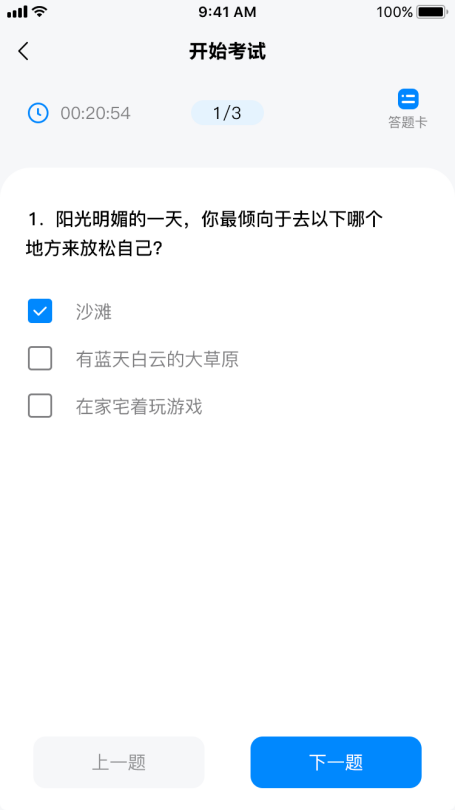 9:41 AM
100%
开始考试
00:20:54
1/3
答题卡
1. 阳光明媚的一天，你最倾向于去以下哪个
地方来放松自己?
沙滩
有蓝天白云的大草原
在家宅着玩游戏
上一题
下一题